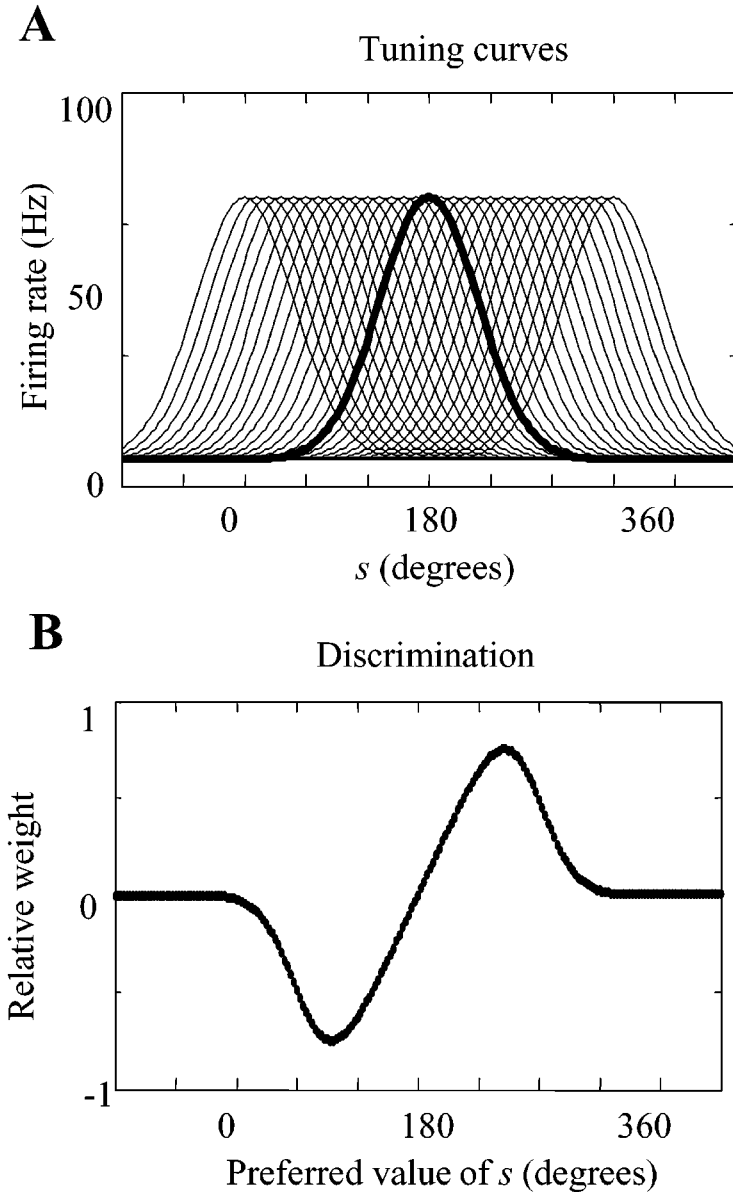 A
Tuning curves
100
50
0
Firing rate (Hz)
0 180 360
s (degrees)
B
Discrimination
1
0
-1
Relative weight
0 180 360
Preferred value of s (degrees)